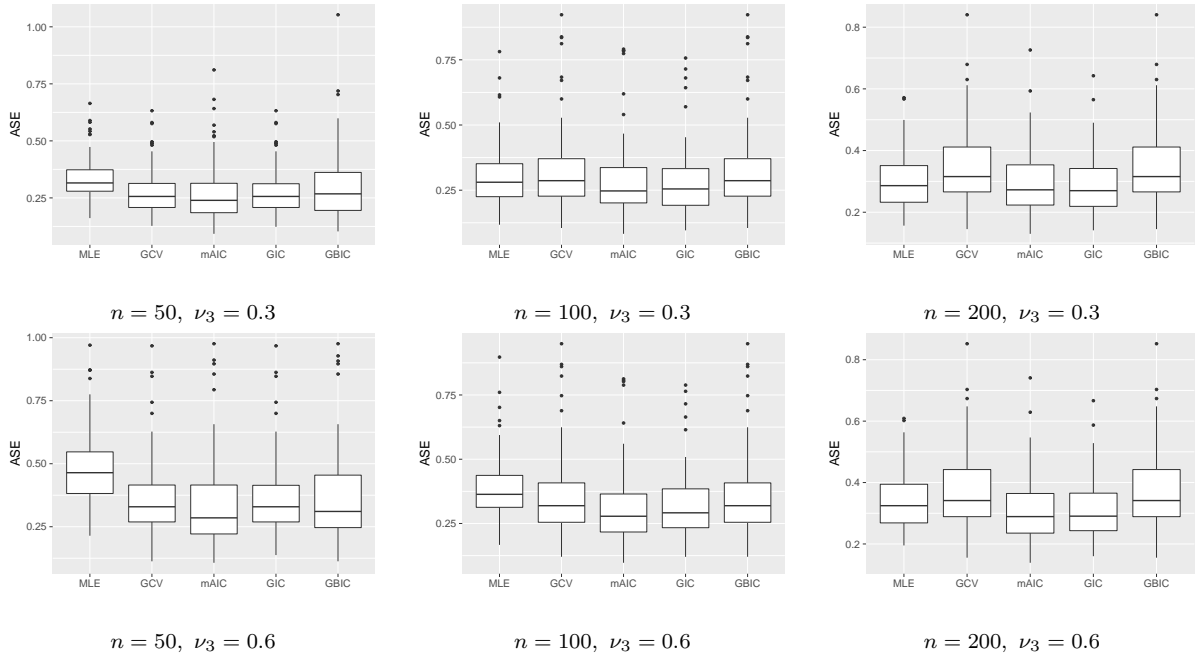 1.00
0.75
0.50
0.25
ASE
MLE GCV mAIC GIC GBIC
0.75
0.50
0.25
ASE
MLE GCV mAIC GIC GBIC
0.8
0.6
0.4
0.2
ASE
MLE GCV mAIC GIC GBIC
n = 50, ν₃ = 0.3
n = 100, ν₃ = 0.3
n = 200, ν₃ = 0.3
1.00
0.75
0.50
0.25
ASE
MLE GCV mAIC GIC GBIC
0.75
0.50
0.25
ASE
MLE GCV mAIC GIC GBIC
0.8
0.6
0.4
0.2
ASE
MLE GCV mAIC GIC GBIC
n = 50, ν₃ = 0.6
n = 100, ν₃ = 0.6
n = 200, ν₃ = 0.6